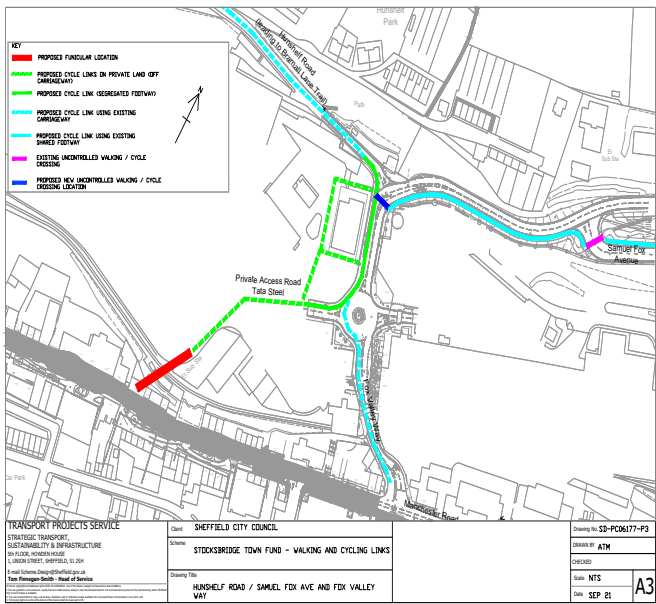 Hunshelf
Park
KEY
PROPOSED FUNICULAR LOCATION
PROPOSED CYCLE LINKS ON PRIVATE LAND (OFF
CARRIAGEWAY)
PROPOSED CYCLE LINK (SEGREGATED FOOTWAY)
PROPOSED CYCLE LINK USING EXISTING
CARRIAGEWAY
PROPOSED CYCLE LINK USING EXISTING
SHARED FOOTWAY
EXISTING UNCONTROLLED WALKING / CYCLE
CROSSING
PROPOSED NEW UNCONTROLLED WALKING / CYCLE
CROSSING LOCATION
N
Hunshelf Road
(leading to Bramall Lane Trail)
Path
El
Sub Sta
Samuel Fox
Avenue
Private Access Road
Tata Steel
El Sub Sta
Fox Valley Way
Car Park
Manchester Road
TRANSPORT PROJECTS SERVICE
STRATEGIC TRANSPORT,
SUSTAINABILITY & INFRASTRUCTURE
5th FLOOR, HOWDEN HOUSE
1, UNION STREET, SHEFFIELD, S1 2SH
E-mail Scheme.Design@Sheffield.gov.uk
Tom Finnegan-Smith - Head of Service
Client SHEFFIELD CITY COUNCIL
Scheme
STOCKSBRIDGE TOWN FUND - WALKING AND CYCLING LINKS
Drawing Title
HUNSHELF ROAD / SAMUEL FOX AVE AND FOX VALLEY
WAY
Drawing No. SD-PC06177-P3
DRAWN BY ATM
CHECKED
Scale NTS
Date SEP 21
A3